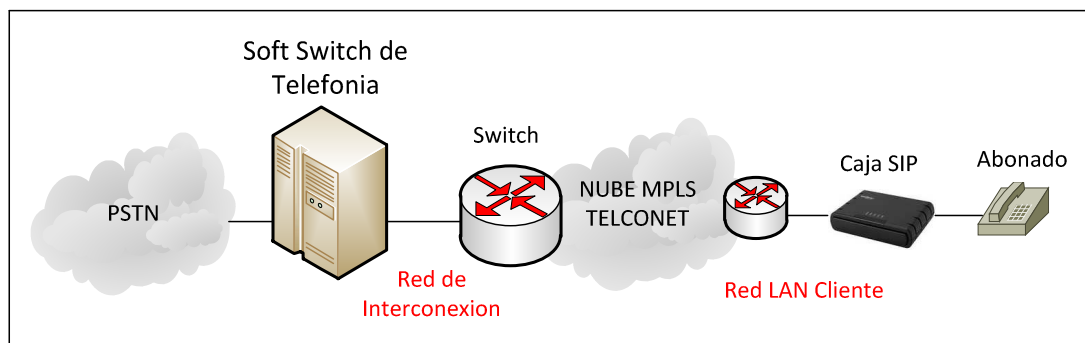 Soft Switch de
Telefonia
Switch
PSTN
NUBE MPLS
TELCONET
Caja SIP
Abonado
Red de
Interconexion
Red LAN Cliente